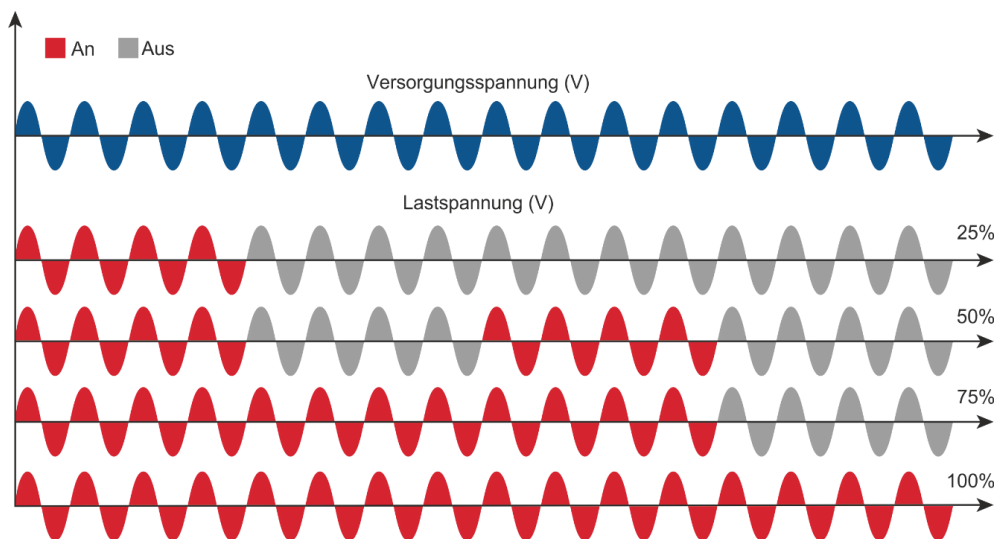 An
Aus
Versorgungsspannung (V)
Lastspannung (V)
25%
50%
75%
100%